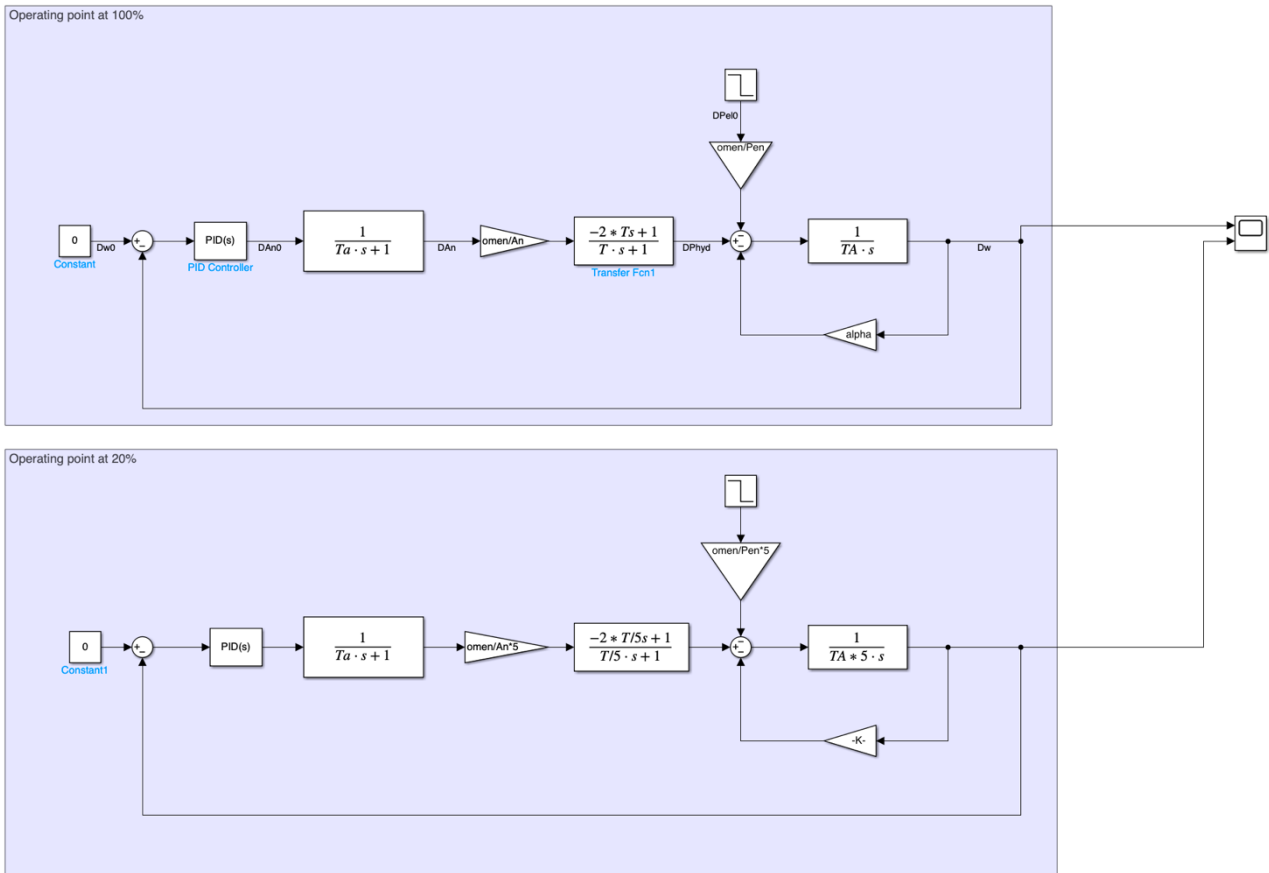 Operating point at 100%
DPel0
omen/Pen
0
Dw0
+
−
PID(s)
DAn0
1
Ta · s + 1
DAn
omen/An
−2 * Ts + 1
T · s + 1
DPhyd
−
+
−
1
TA · s
Dw
Constant
PID Controller
Transfer Fcn1
alpha
Operating point at 20%
omen/Pen*5
0
+
−
PID(s)
1
Ta · s + 1
omen/An*5
−2 * T/5s + 1
T/5 · s + 1
−
+
−
1
TA * 5 · s
Constant1
-K-